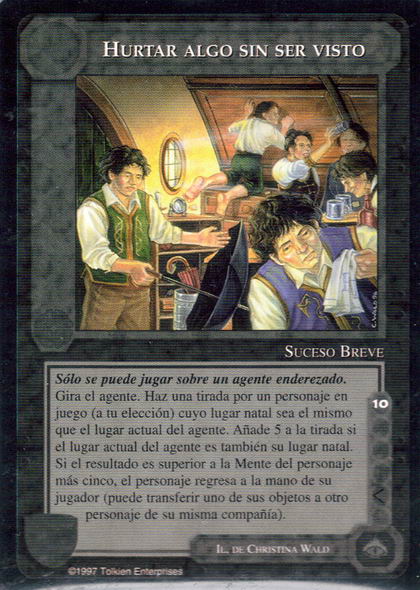 Hurtar algo sin ser visto
C. WALD 96
Suceso Breve
Sólo se puede jugar sobre un agente enderezado.
Gira el agente. Haz una tirada por un personaje en
juego (a tu elección) cuyo lugar natal sea el mismo
que el lugar actual del agente. Añade 5 a la tirada si
el lugar actual del agente es también su lugar natal.
Si el resultado es superior a la Mente del personaje
más cinco, el personaje regresa a la mano de su
jugador (puede transferir uno de sus objetos a otro
personaje de su misma compañía).
10
Il. de Christina Wald
©1997 Tolkien Enterprises